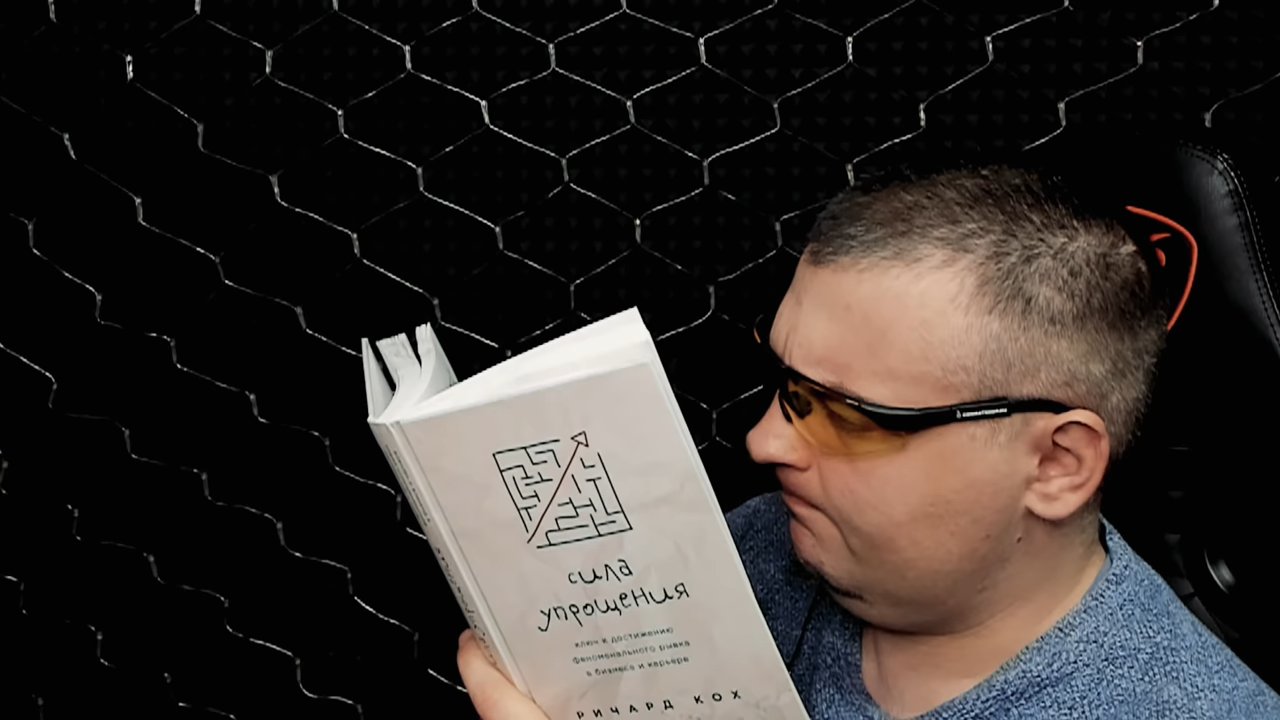 сила
упрощения
ключ к достижению
феноменального рывка
в бизнесе и карьере
РИЧАРД КОХ